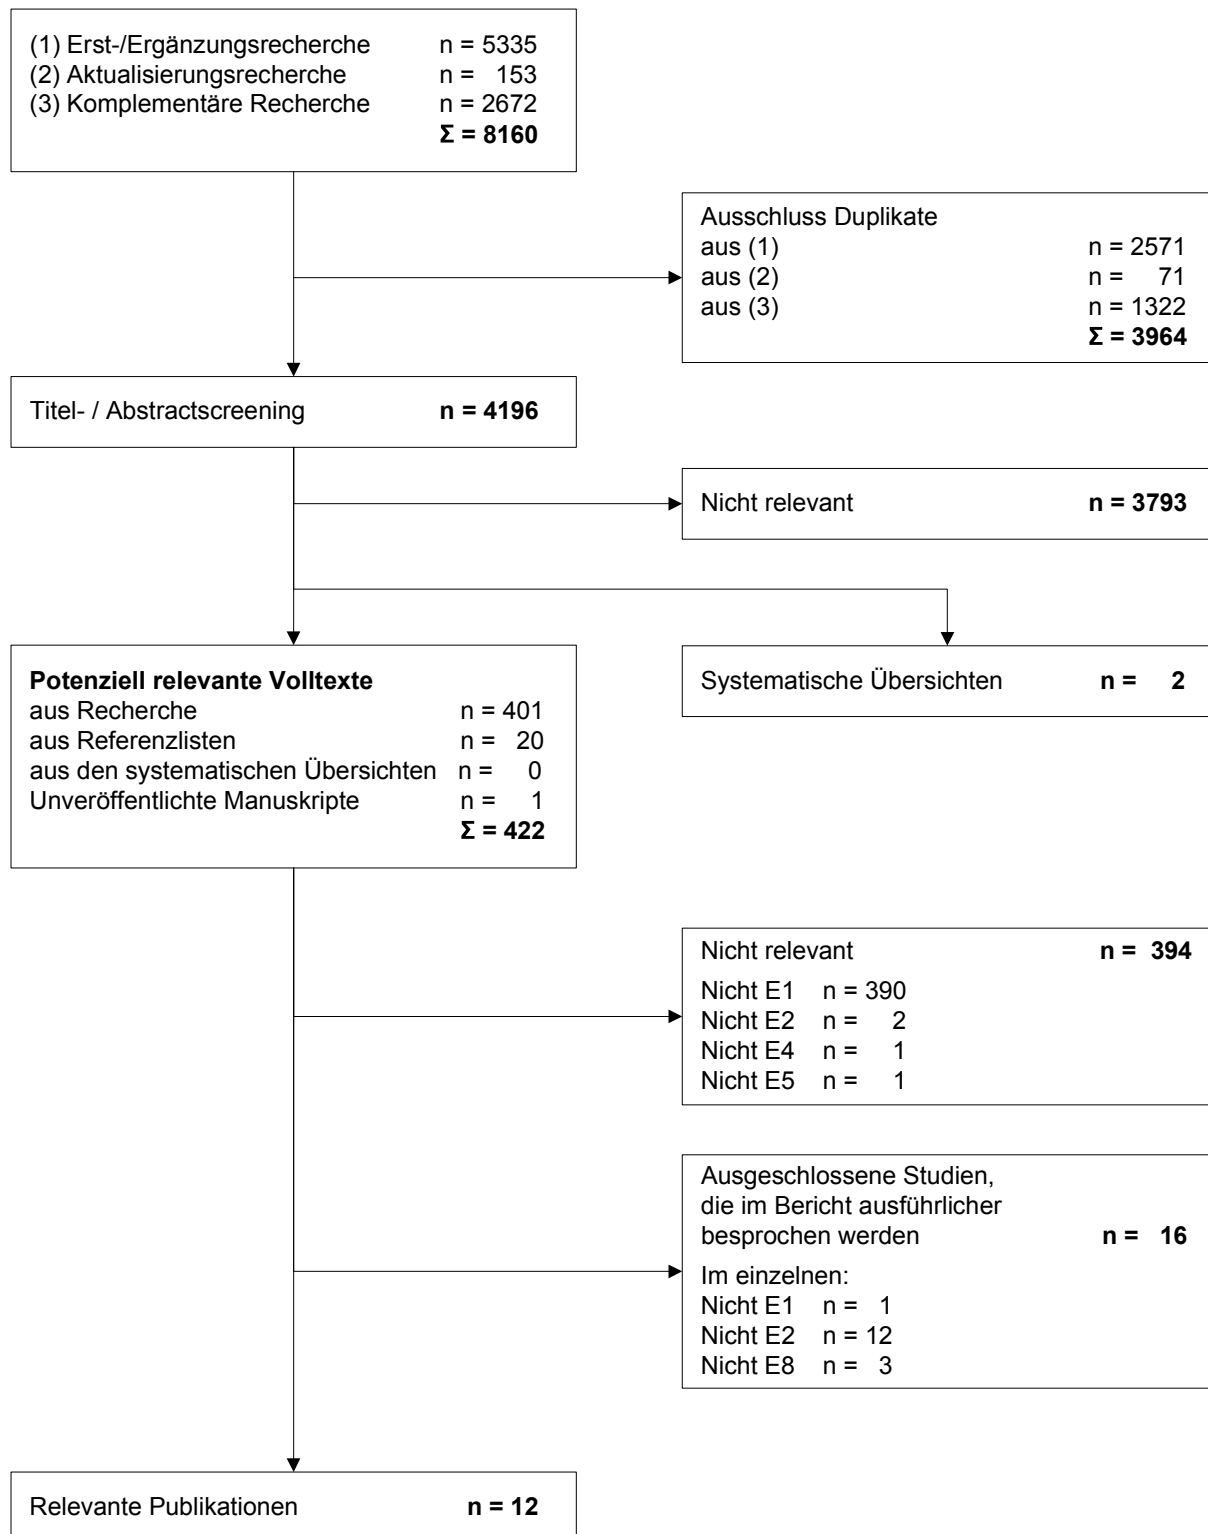 (1) Erst-/Ergänzungsrecherche n = 5335
(2) Aktualisierungsrecherche n = 153
(3) Komplementäre Recherche n = 2672
Σ = 8160
Ausschluss Duplikate
aus (1) n = 2571
aus (2) n = 71
aus (3) n = 1322
Σ = 3964
Titel- / Abstractscreening n = 4196
Nicht relevant n = 3793
Systematische Übersichten n = 2
Potenziell relevante Volltexte
aus Recherche n = 401
aus Referenzlisten n = 20
aus den systematischen Übersichten n = 0
Unveröffentlichte Manuskripte n = 1
Σ = 422
Nicht relevant n = 394
Nicht E1 n = 390
Nicht E2 n = 2
Nicht E4 n = 1
Nicht E5 n = 1
Ausgeschlossene Studien,
die im Bericht ausführlicher
besprochen werden n = 16
Im einzelnen:
Nicht E1 n = 1
Nicht E2 n = 12
Nicht E8 n = 3
Relevante Publikationen n = 12